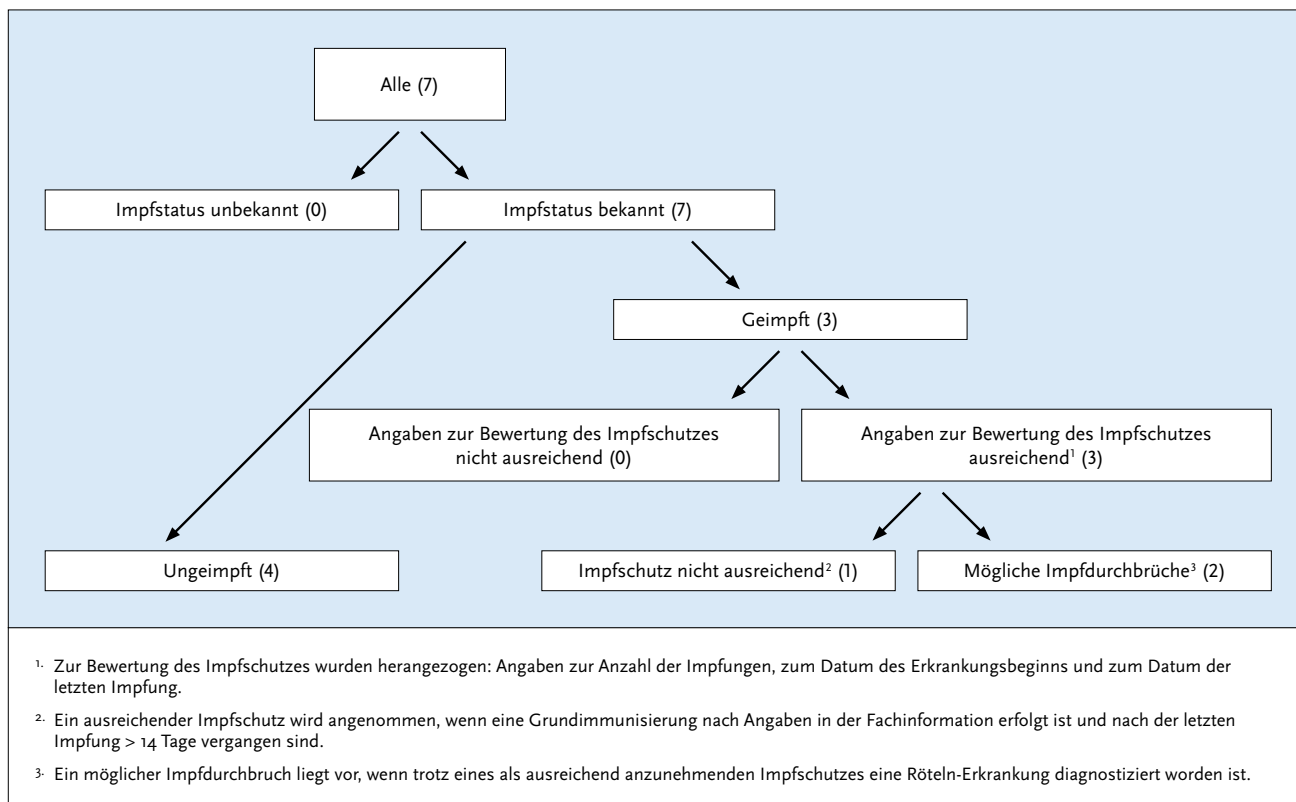 Alle (7)
Impfstatus unbekannt (0)
Impfstatus bekannt (7)
Geimpft (3)
Angaben zur Bewertung des Impfschutzes
nicht ausreichend (0)
Angaben zur Bewertung des Impfschutzes
ausreichend¹ (3)
Ungeimpft (4)
Impfschutz nicht ausreichend² (1)
Mögliche Impfdurchbrüche³ (2)
¹· Zur Bewertung des Impfschutzes wurden herangezogen: Angaben zur Anzahl der Impfungen, zum Datum des Erkrankungsbeginns und zum Datum der
letzten Impfung.
²· Ein ausreichender Impfschutz wird angenommen, wenn eine Grundimmunisierung nach Angaben in der Fachinformation erfolgt ist und nach der letzten
Impfung > 14 Tage vergangen sind.
³· Ein möglicher Impfdurchbruch liegt vor, wenn trotz eines als ausreichend anzunehmenden Impfschutzes eine Röteln-Erkrankung diagnostiziert worden ist.